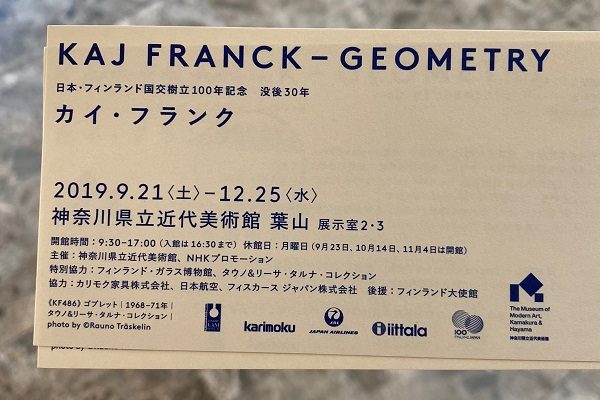 KAJ FRANCK – GEOMETRY
日本・フィンランド国交樹立100年記念　没後30年
カイ・フランク
2019.9.21〈土〉–12.25〈水〉
神奈川県立近代美術館 葉山 展示室2・3
開館時間：9:30–17:00（入館は16:30まで） 休館日：月曜日（9月23日、10月14日、11月4日は開館）
主催：神奈川県立近代美術館、NHKプロモーション
特別協力：フィンランド・ガラス博物館、タウノ&リーサ・タルナ・コレクション
協力：カリモク家具株式会社、日本航空、フィスカース ジャパン株式会社　後援：フィンランド大使館
《KF486》ゴブレット｜1968–71年｜
タウノ&リーサ・タルナ・コレクション｜
photo by ©Rauno Träskelin
karimoku
JAL
JAPAN AIRLINES
iittala
100
The Museum of
Modern Art,
Kamakura &
Hayama
神奈川県立近代美術館